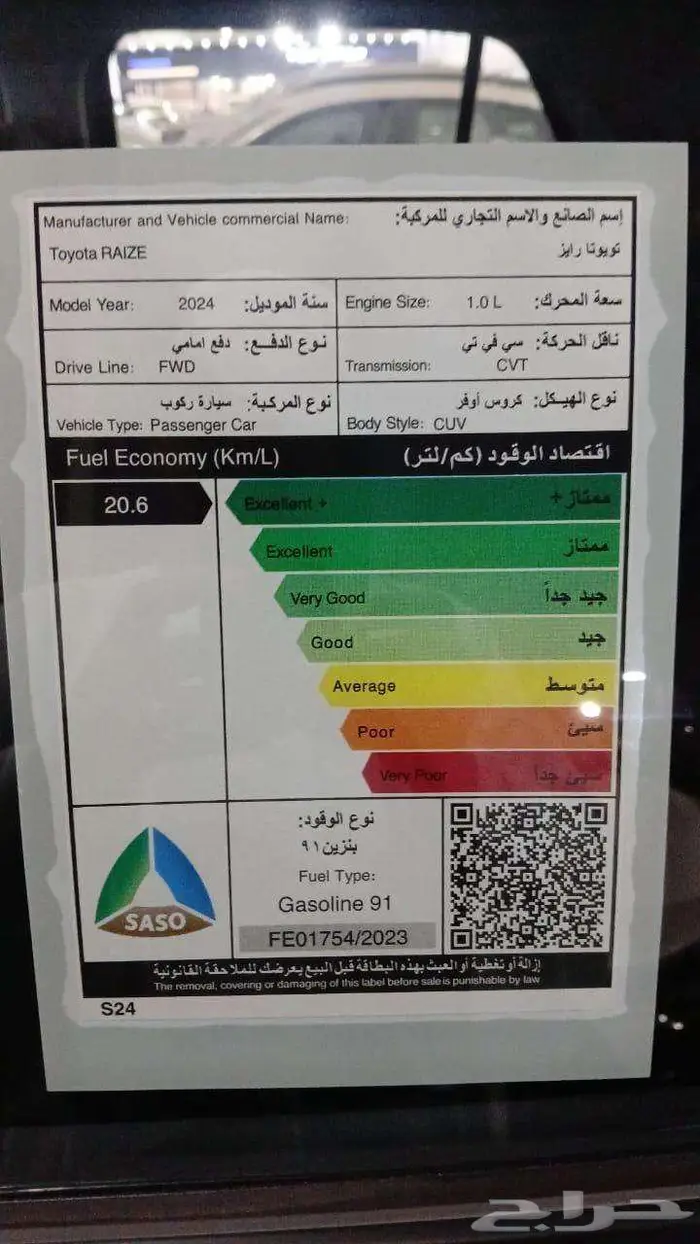 Manufacturer and Vehicle commercial Name: إسم الصانع والاسم التجاري للمركبة:
Toyota RAIZE تويوتا رايز
Model Year: 2024 سنة الموديل:
Engine Size: 1.0 L سعة المحرك:
نوع الدفع: دفع امامي
Drive Line: FWD
ناقل الحركة: سي في تي
Transmission: CVT
نوع المركبة: سيارة ركوب
Vehicle Type: Passenger Car
نوع الهيكل: كروس أوفر
Body Style: CUV
Fuel Economy (Km/L) اقتصاد الوقود (كم/لتر)
20.6
Excellent + ممتاز+
Excellent ممتاز
Very Good جيد جداً
Good جيد
Average متوسط
Poor سيئ
Very Poor سيئ جداً
SASO
نوع الوقود:
بنزين ٩١
Fuel Type:
Gasoline 91
FE01754/2023
إزالة أو تغطية أو العبث بهذه البطاقة قبل البيع يعرضك للملاحقة القانونية
The removal, covering or damaging of this label before sale is punishable by law
S24
حراج